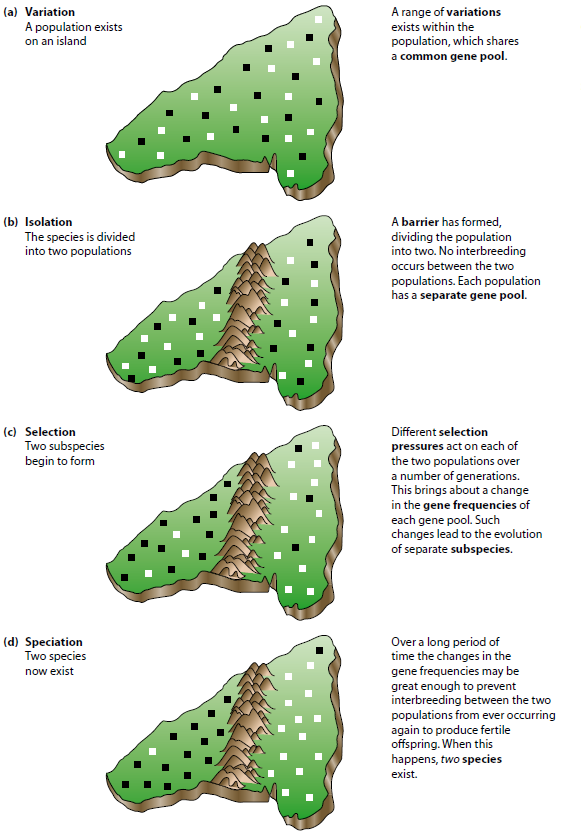 (a) Variation
A population exists
on an island
A range of variations
exists within the
population, which shares
a common gene pool.
(b) Isolation
The species is divided
into two populations
A barrier has formed,
dividing the population
into two. No interbreeding
occurs between the two
populations. Each population
has a separate gene pool.
(c) Selection
Two subspecies
begin to form
Different selection
pressures act on each of
the two populations over
a number of generations.
This brings about a change
in the gene frequencies of
each gene pool. Such
changes lead to the evolution
of separate subspecies.
(d) Speciation
Two species
now exist
Over a long period of
time the changes in the
gene frequencies may be
great enough to prevent
interbreeding between the two
populations from ever occurring
again to produce fertile
offspring. When this
happens, two species
exist.